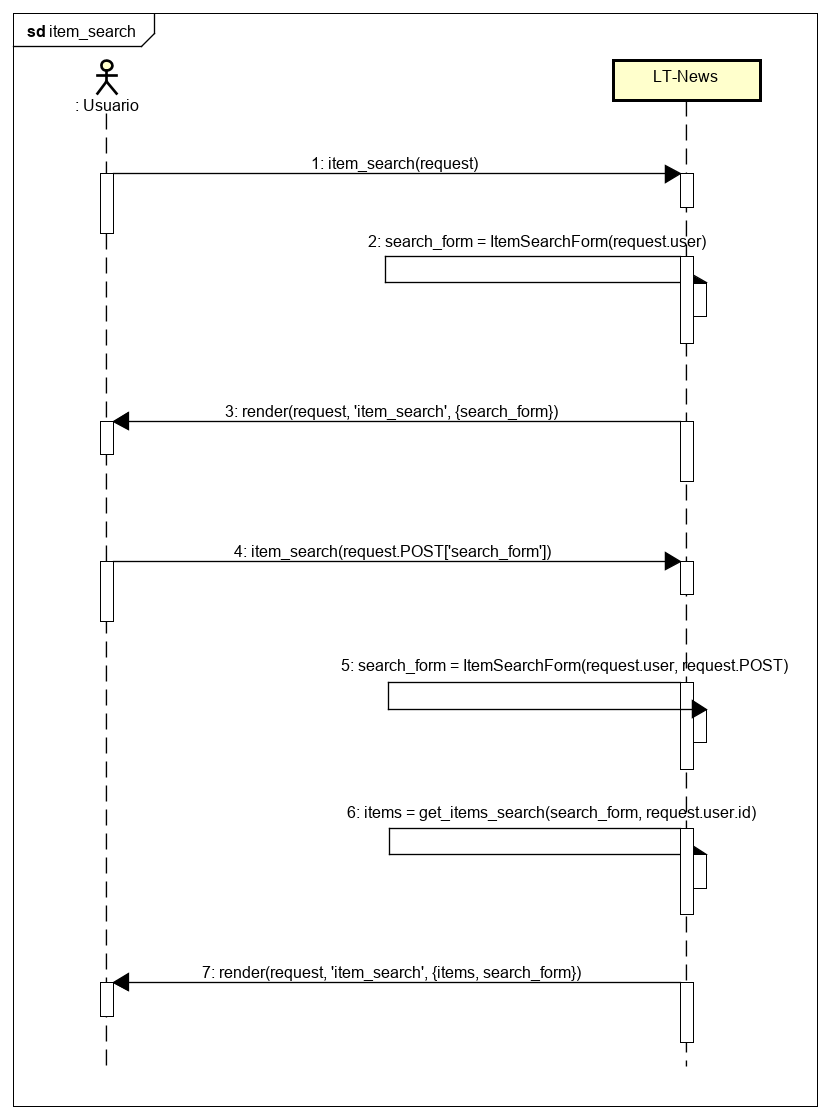 sd item_search
: Usuario
LT-News
1: item_search(request)
2: search_form = ItemSearchForm(request.user)
3: render(request, 'item_search', {search_form})
4: item_search(request.POST['search_form'])
5: search_form = ItemSearchForm(request.user, request.POST)
6: items = get_items_search(search_form, request.user.id)
7: render(request, 'item_search', {items, search_form})